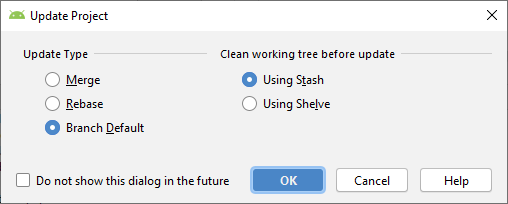 Update Project
Update Type
Clean working tree before update
Merge
Using Stash
Rebase
Using Shelve
Branch Default
Do not show this dialog in the future
OK
Cancel
Help